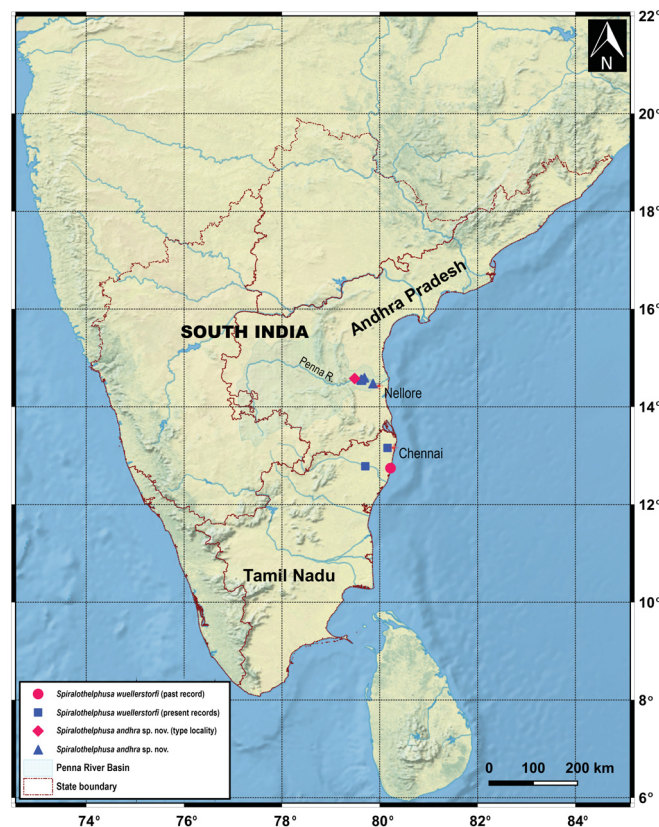 22°
N
20°
18°
Andhra Pradesh
16°
SOUTH INDIA
Penna R.
Nellore
14°
Chennai
12°
Tamil Nadu
10°
8°
Spiralothelphusa wuellerstorfi (past record)
Spiralothelphusa wuellerstorfi (present records)
Spiralothelphusa andhra sp. nov. (type locality)
Spiralothelphusa andhra sp. nov.
Penna River Basin
State boundary
0 100 200 km
6°
74° 76° 78° 80° 82° 84°